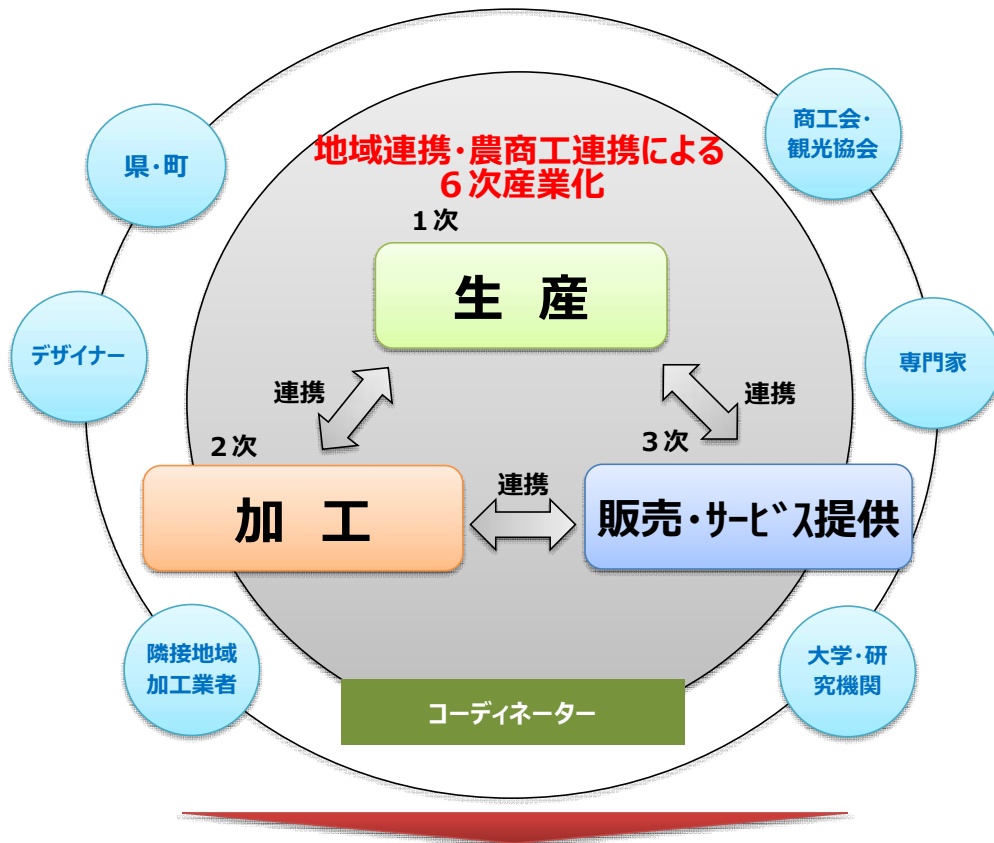 商工会・
観光協会
県・町
地域連携・農商工連携による
６次産業化
１次
生 産
デザイナー
専門家
連携
連携
２次
３次
加 工
連携
販売・サービス提供
隣接地域
加工業者
大学・研
究機関
コーディネーター